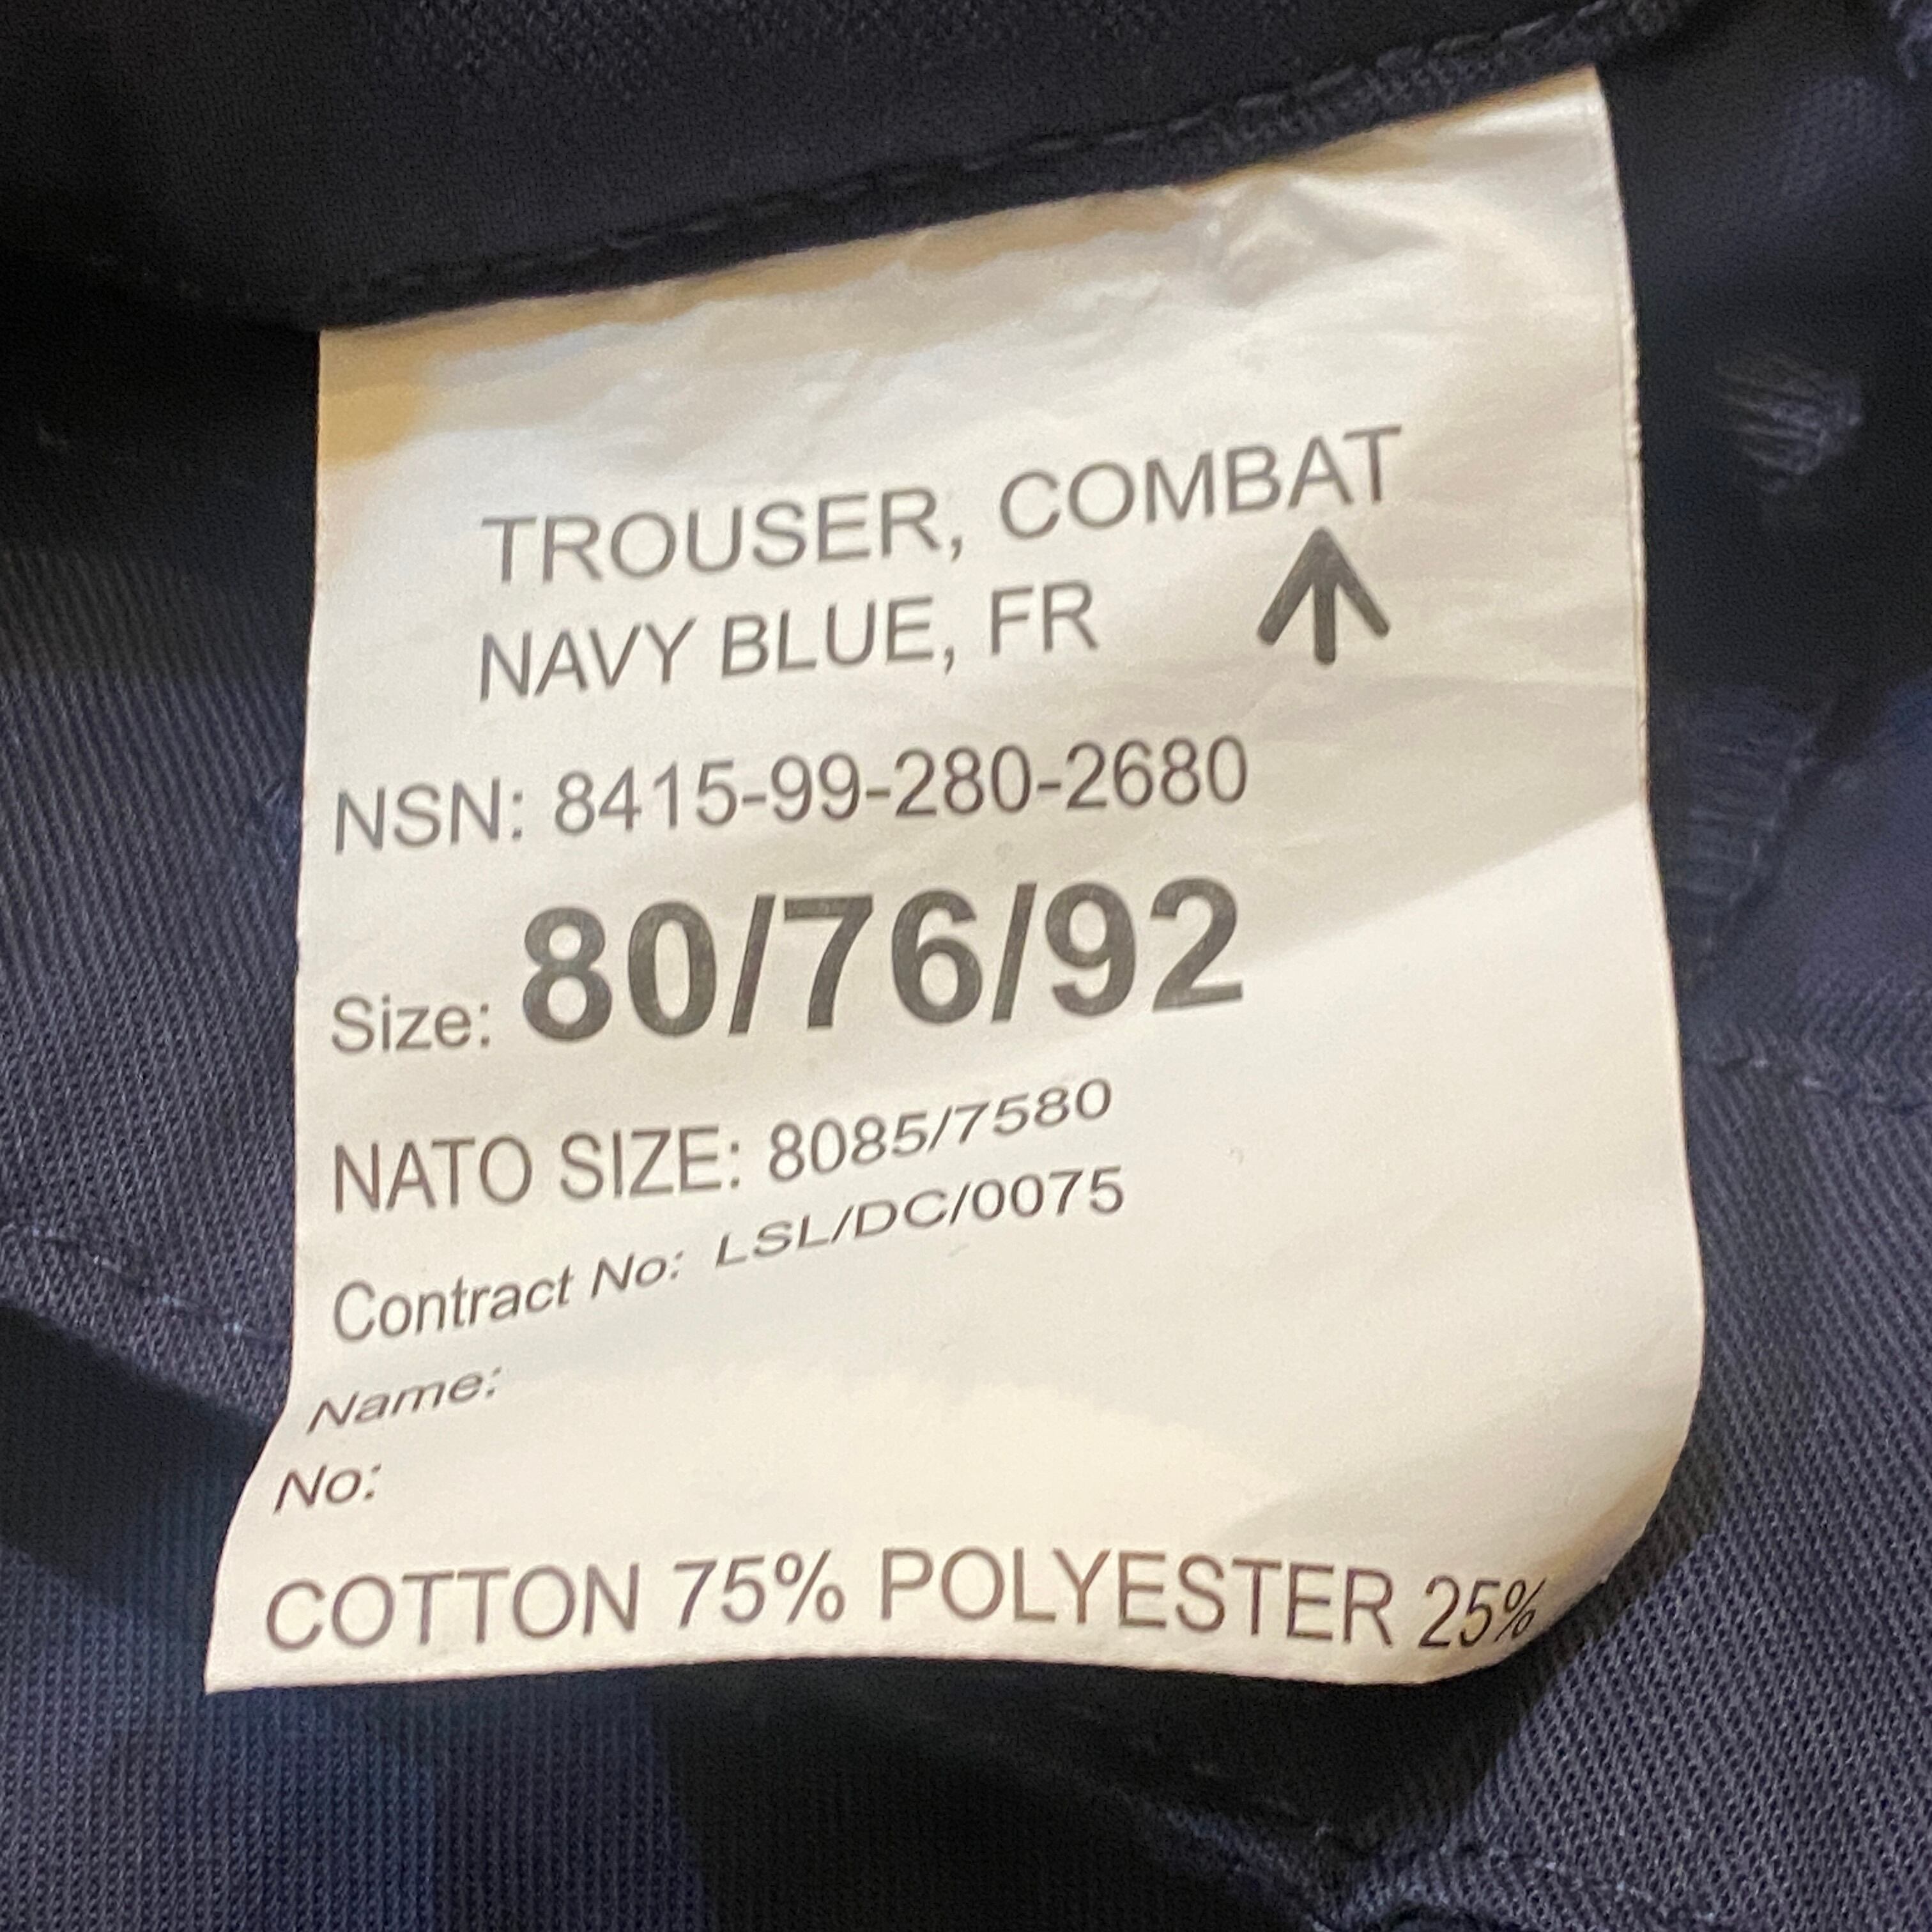 TROUSER, COMBAT
NAVY BLUE, FR
NSN: 8415-99-280-2680
Size: 80/76/92
NATO SIZE: 8085/7580
Contract No: LSL/DC/0075
Name:
No:
COTTON 75% POLYESTER 25%